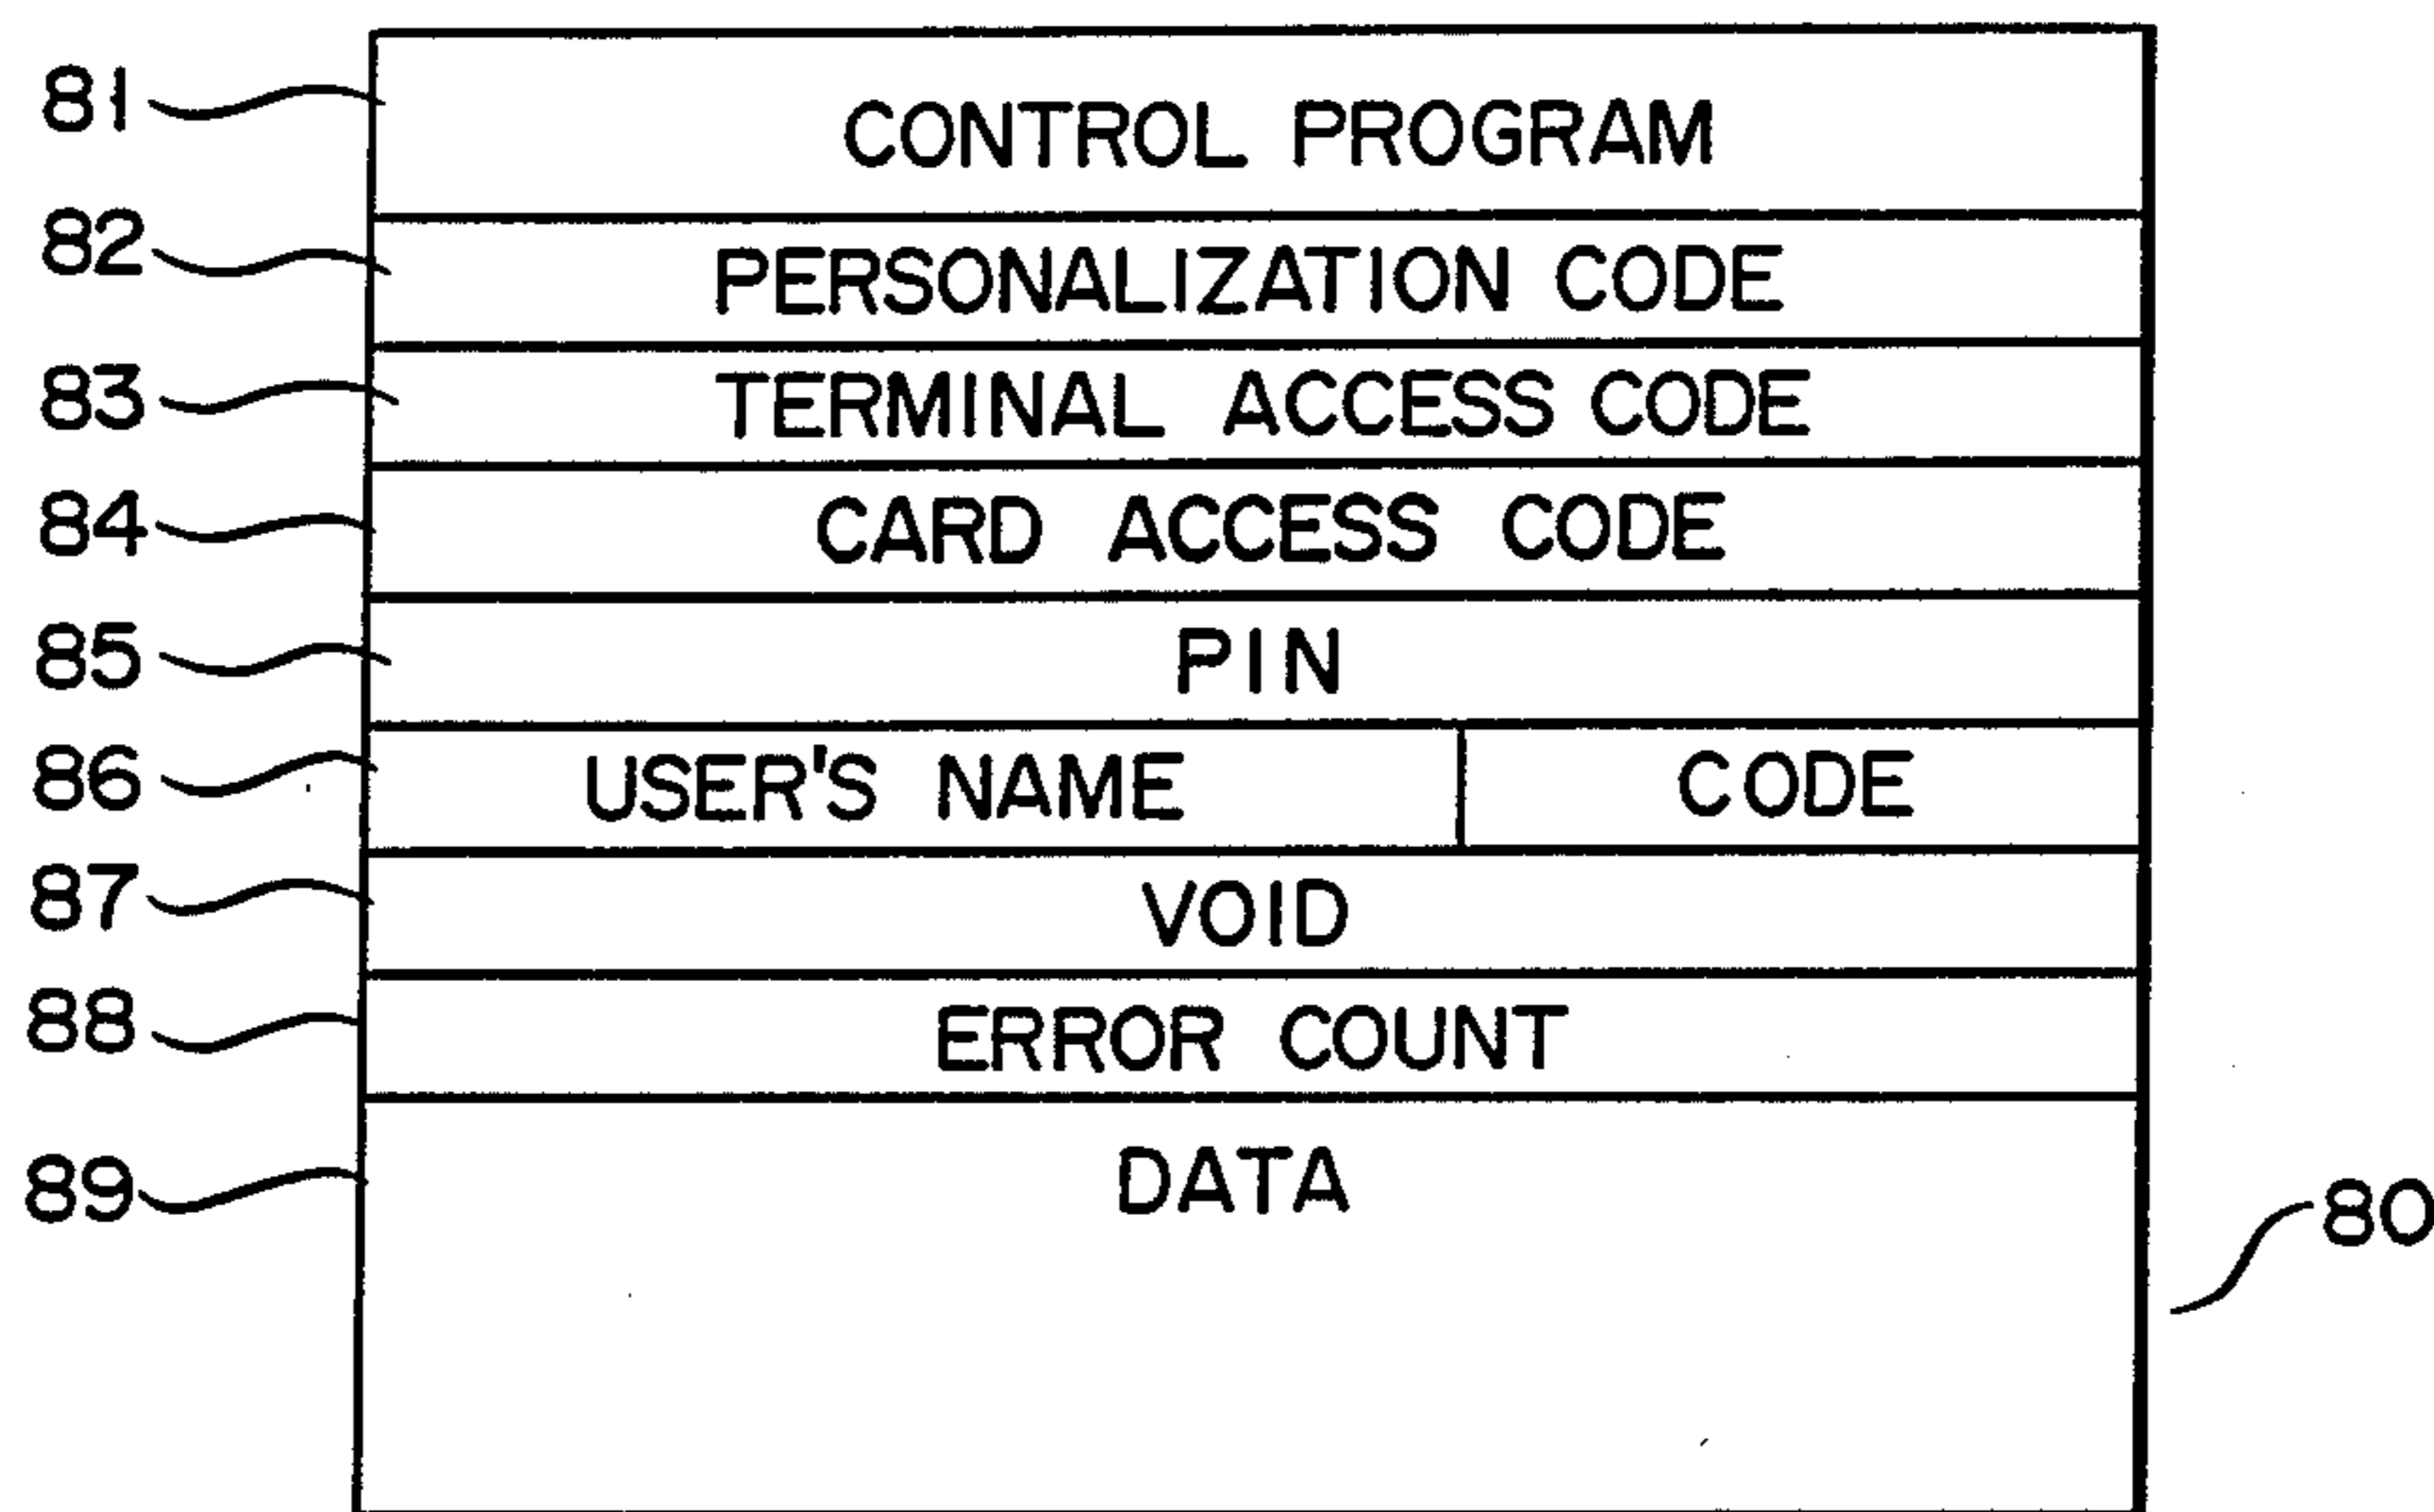 81 CONTROL PROGRAM
82 PERSONALIZATION CODE
83 TERMINAL ACCESS CODE
84 CARD ACCESS CODE
85 PIN
86 USER'S NAME CODE
87 VOID
88 ERROR COUNT
89 DATA
80